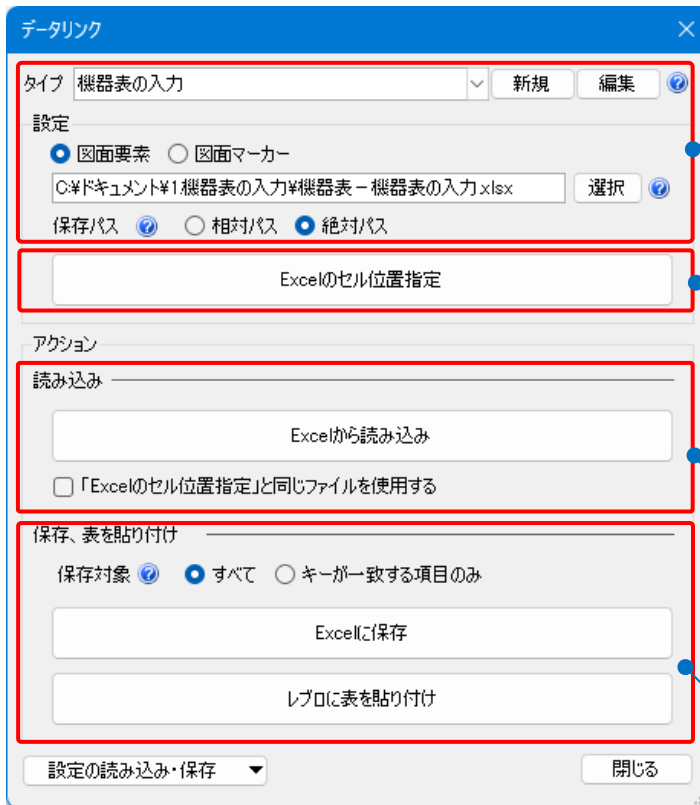 データリンク
タイプ 機器表の入力 新規 編集
設定
図面要素 図面マーカー
C:¥ドキュメント¥1.機器表の入力¥機器表-機器表の入力.xlsx 選択
保存パス 相対パス 絶対パス
Excelのセル位置指定
アクション
読み込み
Excelから読み込み
「Excelのセル位置指定」と同じファイルを使用する
保存、表を貼り付け
保存対象 すべて キーが一致する項目のみ
Excelに保存
レブロに表を貼り付け
設定の読み込み・保存 閉じる